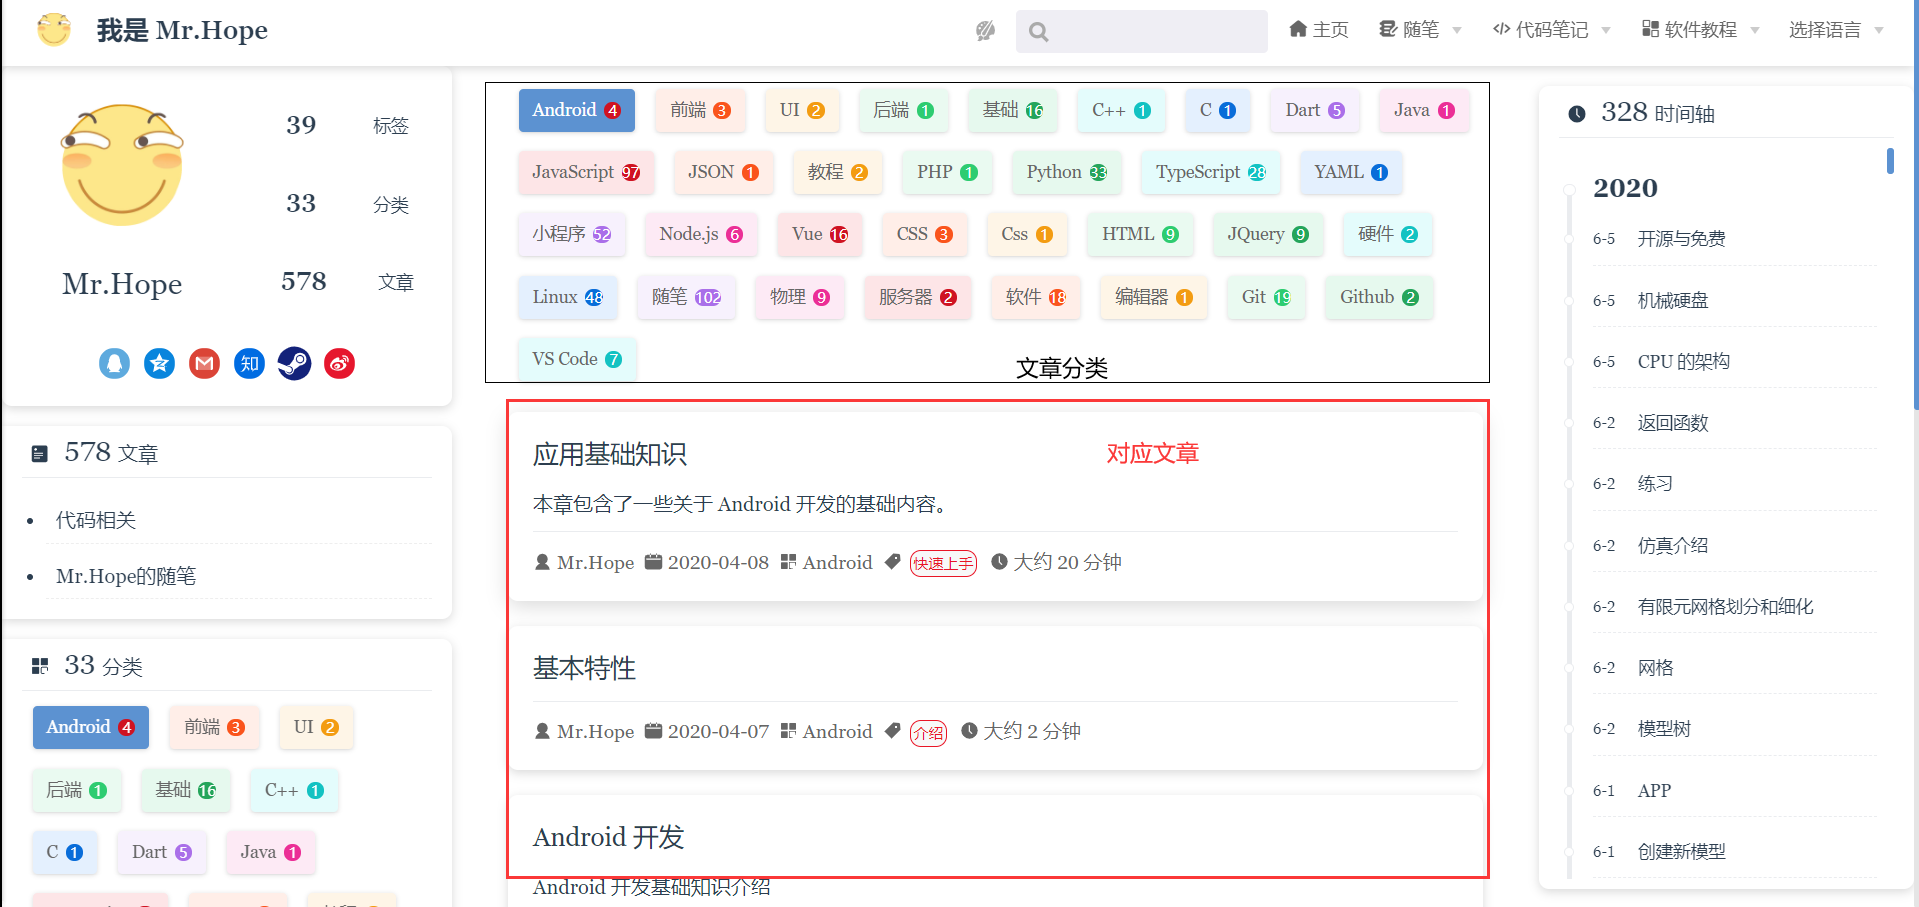 我是 Mr.Hope
主页 随笔 代码笔记 软件教程 选择语言
39 标签
33 分类
578 文章
Mr.Hope
知
578 文章
代码相关
Mr.Hope的随笔
33 分类
Android 4 前端 3 UI 2
后端 1 基础 16 C++ 1
C 1 Dart 5 Java 1
Android 4 前端 3 UI 2 后端 1 基础 16 C++ 1 C 1 Dart 5 Java 1
JavaScript 97 JSON 1 教程 2 PHP 1 Python 33 TypeScript 28 YAML 1
小程序 52 Node.js 6 Vue 16 CSS 3 Css 1 HTML 9 JQuery 9 硬件 2
Linux 48 随笔 102 物理 9 服务器 2 软件 18 编辑器 1 Git 19 Github 2
VS Code 7
文章分类
应用基础知识
对应文章
本章包含了一些关于 Android 开发的基础内容。
Mr.Hope 2020-04-08 Android 快速上手 大约 20 分钟
基本特性
Mr.Hope 2020-04-07 Android 介绍 大约 2 分钟
Android 开发
Android 开发基础知识介绍
328 时间轴
2020
6-5 开源与免费
6-5 机械硬盘
6-5 CPU 的架构
6-2 返回函数
6-2 练习
6-2 仿真介绍
6-2 有限元网格划分和细化
6-2 网格
6-2 模型树
6-1 APP
6-1 创建新模型